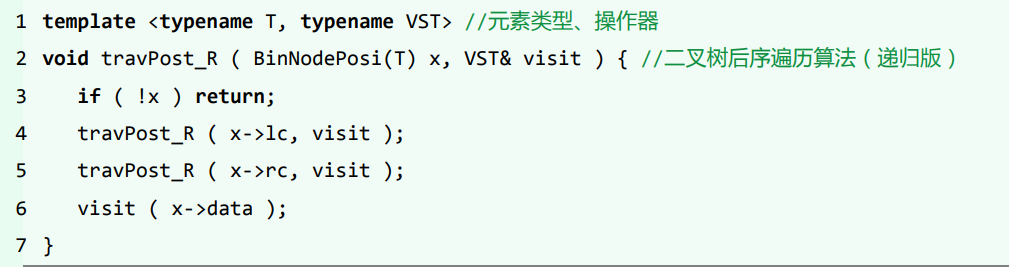 1 template <typename T, typename VST> //元素类型、操作器
2 void travPost_R ( BinNodePosi(T) x, VST& visit ) { //二叉树后序遍历算法（递归版）
3 if ( !x ) return;
4 travPost_R ( x->lc, visit );
5 travPost_R ( x->rc, visit );
6 visit ( x->data );
7 }